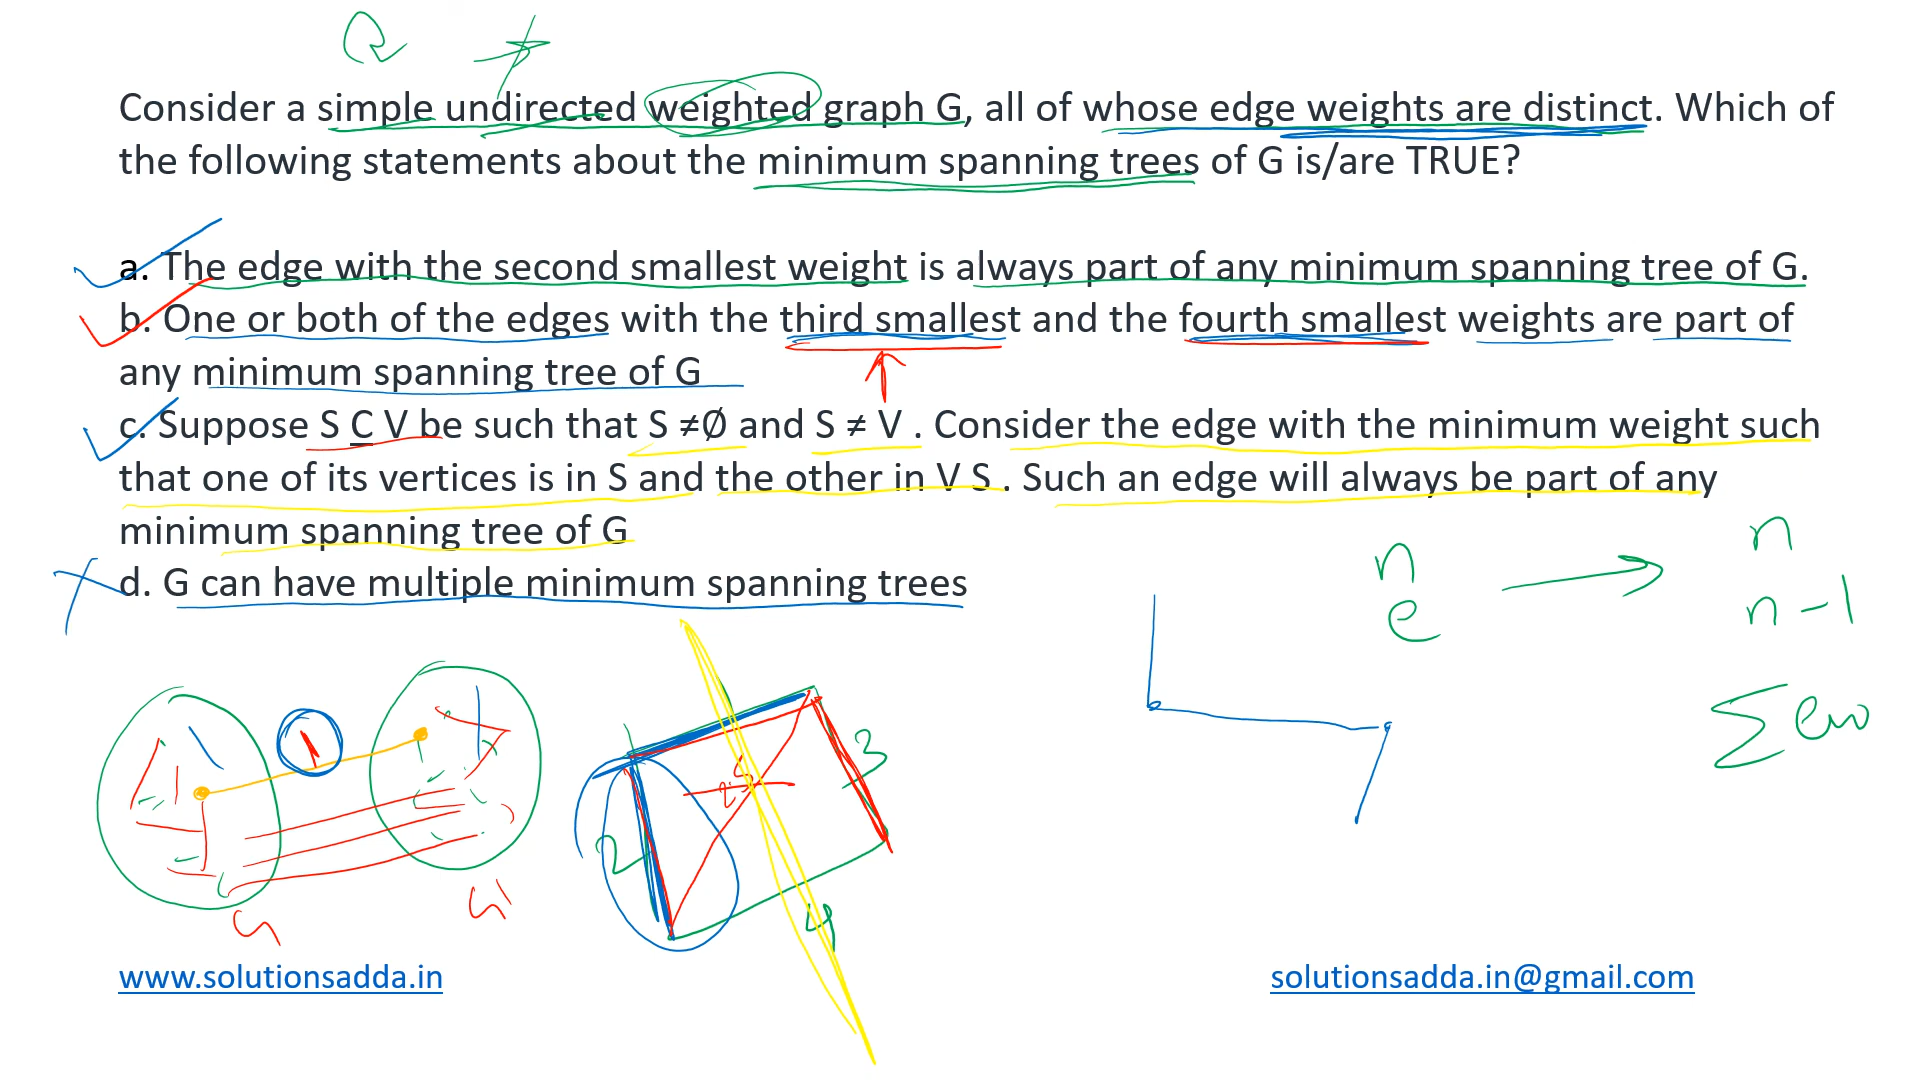 Consider a simple undirected weighted graph G, all of whose edge weights are distinct. Which of
the following statements about the minimum spanning trees of G is/are TRUE?
a. The edge with the second smallest weight is always part of any minimum spanning tree of G.
b. One or both of the edges with the third smallest and the fourth smallest weights are part of
any minimum spanning tree of G
c. Suppose S C V be such that S ≠∅ and S ≠ V . Consider the edge with the minimum weight such
that one of its vertices is in S and the other in V S . Such an edge will always be part of any
minimum spanning tree of G
d. G can have multiple minimum spanning trees
n
e
n
n-1
1
2
2.5
3
4
www.solutionsadda.in
solutionsadda.in@gmail.com